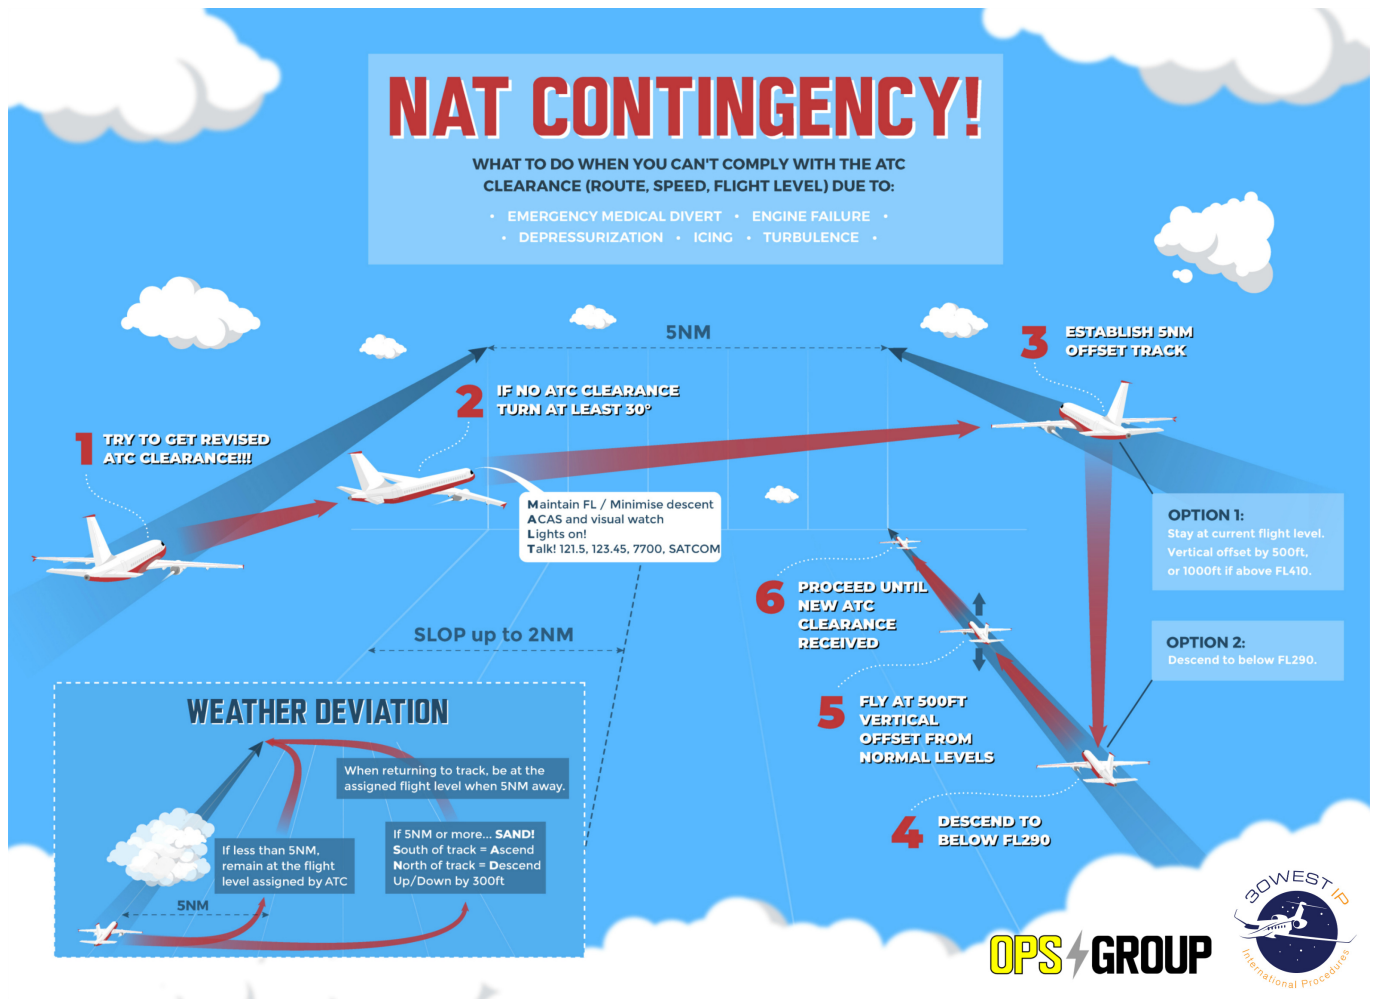 NAT CONTINGENCY!
WHAT TO DO WHEN YOU CAN'T COMPLY WITH THE ATC
CLEARANCE (ROUTE, SPEED, FLIGHT LEVEL) DUE TO:
• EMERGENCY MEDICAL DIVERT • ENGINE FAILURE •
• DEPRESSURIZATION • ICING • TURBULENCE •
5NM
1
TRY TO GET REVISED
ATC CLEARANCE!!!
2
IF NO ATC CLEARANCE
TURN AT LEAST 30°
Maintain FL / Minimise descent
ACAS and visual watch
Lights on!
Talk! 121.5, 123.45, 7700, SATCOM
3
ESTABLISH 5NM
OFFSET TRACK
OPTION 1:
Stay at current flight level.
Vertical offset by 500ft,
or 1000ft if above FL410.
OPTION 2:
Descend to below FL290.
4
DESCEND TO
BELOW FL290
5
FLY AT 500FT
VERTICAL
OFFSET FROM
NORMAL LEVELS
6
PROCEED UNTIL
NEW ATC
CLEARANCE
RECEIVED
SLOP up to 2NM
WEATHER DEVIATION
When returning to track, be at the
assigned flight level when 5NM away.
If less than 5NM,
remain at the flight
level assigned by ATC
If 5NM or more... SAND!
South of track = Ascend
North of track = Descend
Up/Down by 300ft
5NM
OPS GROUP
30WEST IP
International Procedures